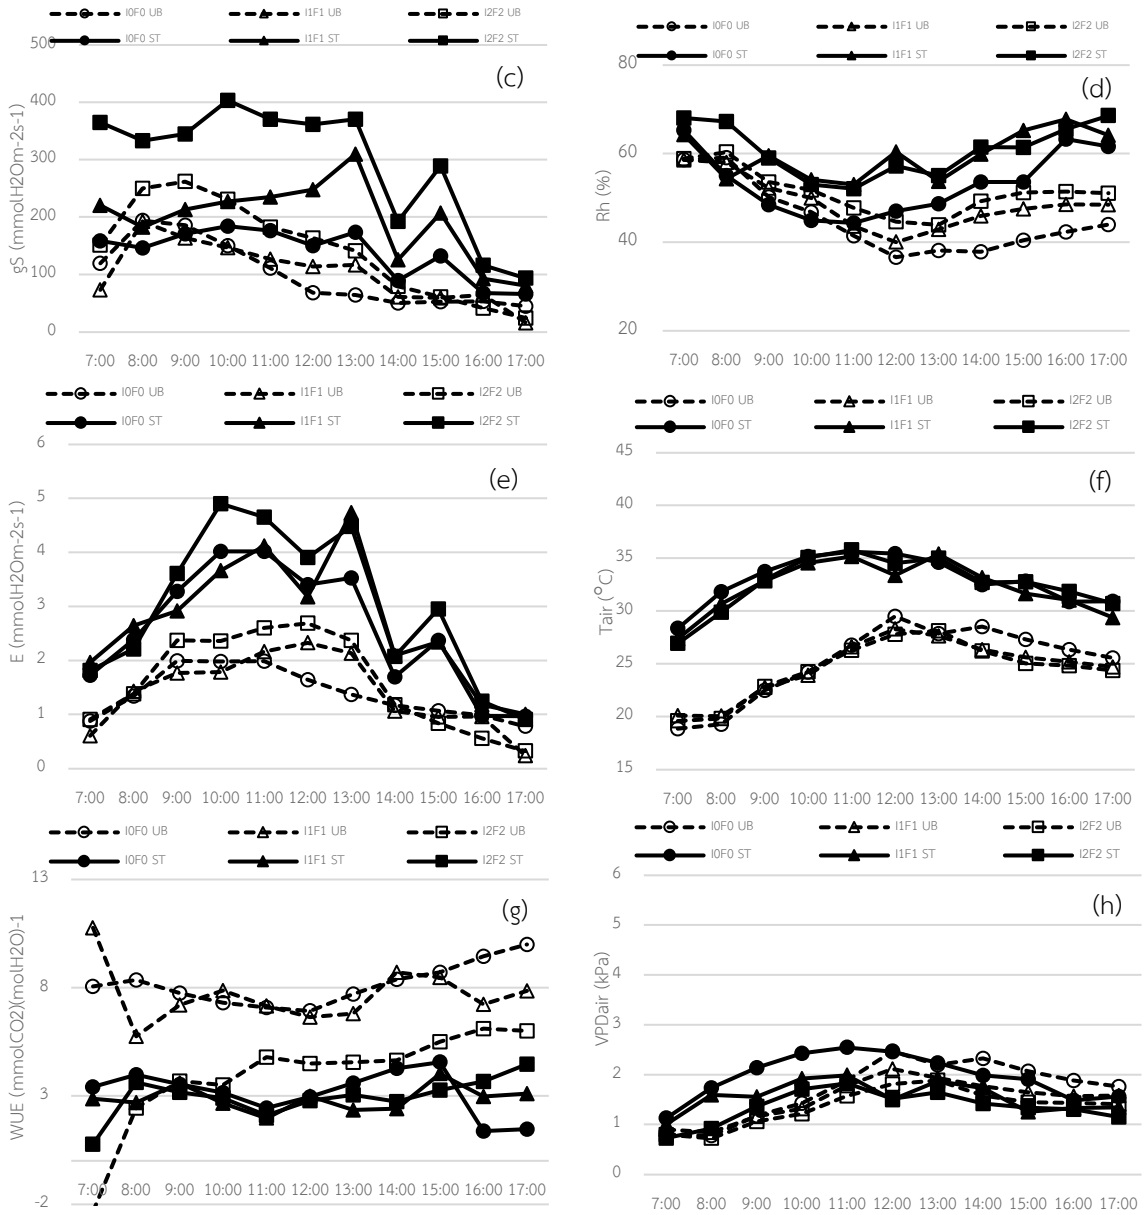 I0F0 UB I1F1 UB I2F2 UB
I0F0 ST I1F1 ST I2F2 ST
(c)
gS (mmolH2Om-2s-1)
500
400
300
200
100
0
7:00 8:00 9:00 10:00 11:00 12:00 13:00 14:00 15:00 16:00 17:00
I0F0 UB I1F1 UB I2F2 UB
I0F0 ST I1F1 ST I2F2 ST
(d)
Rh (%)
80
60
40
20
7:00 8:00 9:00 10:00 11:00 12:00 13:00 14:00 15:00 16:00 17:00
I0F0 UB I1F1 UB I2F2 UB
I0F0 ST I1F1 ST I2F2 ST
(e)
E (mmolH2Om-2s-1)
6
5
4
3
2
1
0
7:00 8:00 9:00 10:00 11:00 12:00 13:00 14:00 15:00 16:00 17:00
I0F0 UB I1F1 UB I2F2 UB
I0F0 ST I1F1 ST I2F2 ST
(f)
Tair (°C)
45
40
35
30
25
20
15
7:00 8:00 9:00 10:00 11:00 12:00 13:00 14:00 15:00 16:00 17:00
I0F0 UB I1F1 UB I2F2 UB
I0F0 ST I1F1 ST I2F2 ST
(g)
WUE (mmolCO2)(molH2O)-1
13
8
3
-2
7:00 8:00 9:00 10:00 11:00 12:00 13:00 14:00 15:00 16:00 17:00
I0F0 UB I1F1 UB I2F2 UB
I0F0 ST I1F1 ST I2F2 ST
(h)
VPDair (kPa)
6
5
4
3
2
1
0
7:00 8:00 9:00 10:00 11:00 12:00 13:00 14:00 15:00 16:00 17:00